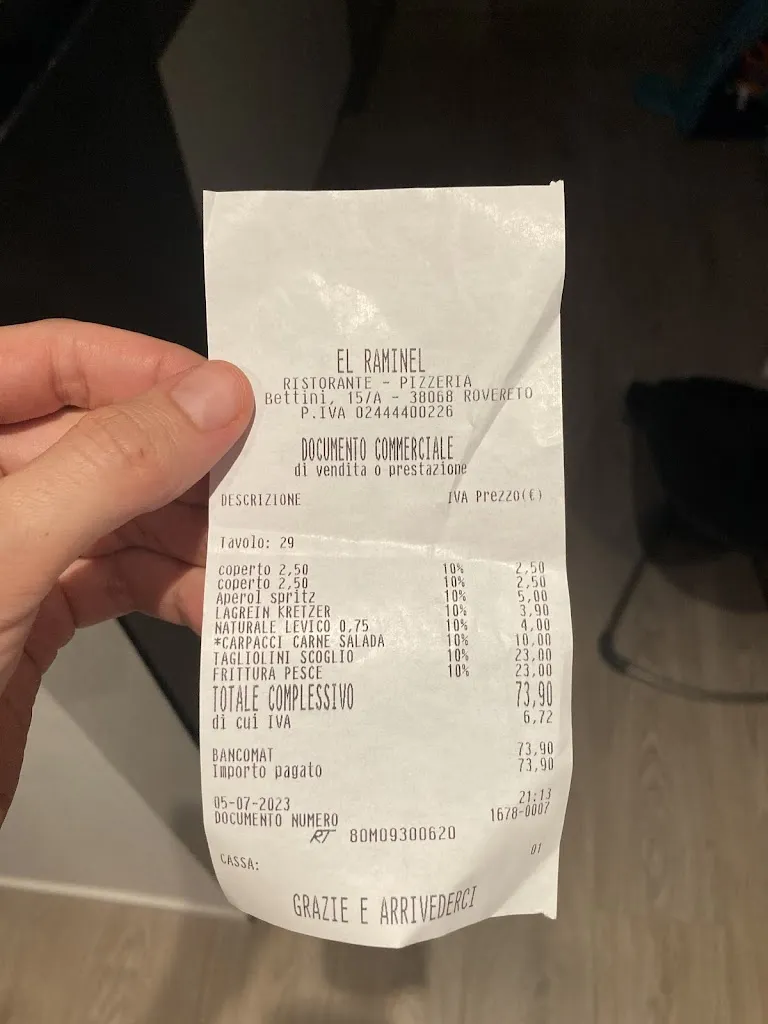 EL RAMINEL
RISTORANTE - PIZZERIA
Bettini, 15/A - 38068 ROVERETO
P.IVA 02444400226
DOCUMENTO COMMERCIALE
di vendita o prestazione
DESCRIZIONE IVA Prezzo(€)
Tavolo: 29
coperto 2,50 10% 2,50
coperto 2,50 10% 2,50
Aperol spritz 10% 5,00
LAGREIN KRETZER 10% 3,90
NATURALE LEVICO 0,75 10% 4,00
*CARPACCI CARNE SALADA 10% 10,00
TAGLIOLINI SCOGLIO 10% 23,00
FRITTURA PESCE 10% 23,00
TOTALE COMPLESSIVO 73,90
di cui IVA 6,72
BANCOMAT 73,90
Importo pagato 73,90
05-07-2023 21:13
DOCUMENTO NUMERO 1678-0007
RT 80M09300620
CASSA: 01
GRAZIE E ARRIVEDERCI